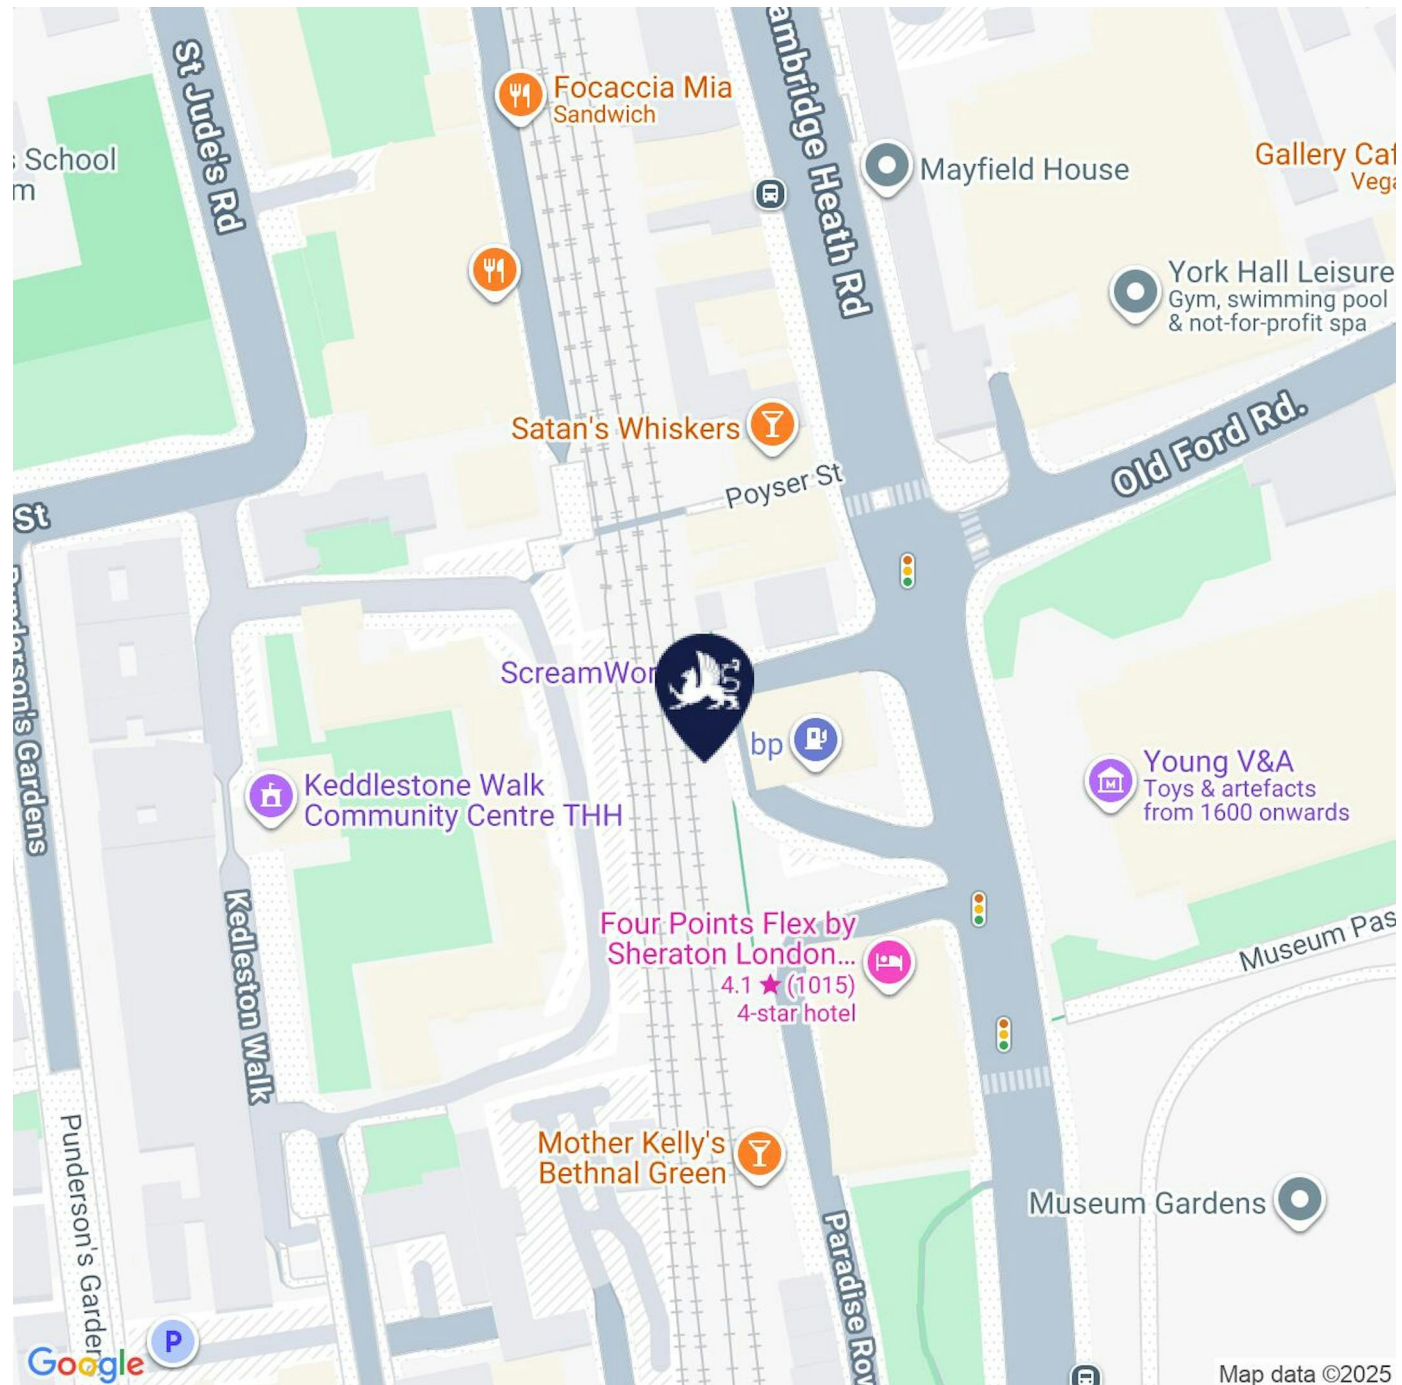 St Jude's Rd
Focaccia Mia
Sandwich
ambridge Heath Rd
School
m
Mayfield House
Gallery Caf
Vega
York Hall Leisure
Gym, swimming pool
& not-for-profit spa
Satan's Whiskers
Poyser St
Old Ford Rd.
St
Punderson's Gardens
ScreamWor
bp
Keddlestone Walk
Community Centre THH
Young V&A
Toys & artefacts
from 1600 onwards
Kedleston Walk
Four Points Flex by
Sheraton London...
4.1 ★ (1015)
4-star hotel
Museum Pas
Mother Kelly's
Bethnal Green
Museum Gardens
Punderson's Garden
Paradise Row
P
Google
Map data ©2025